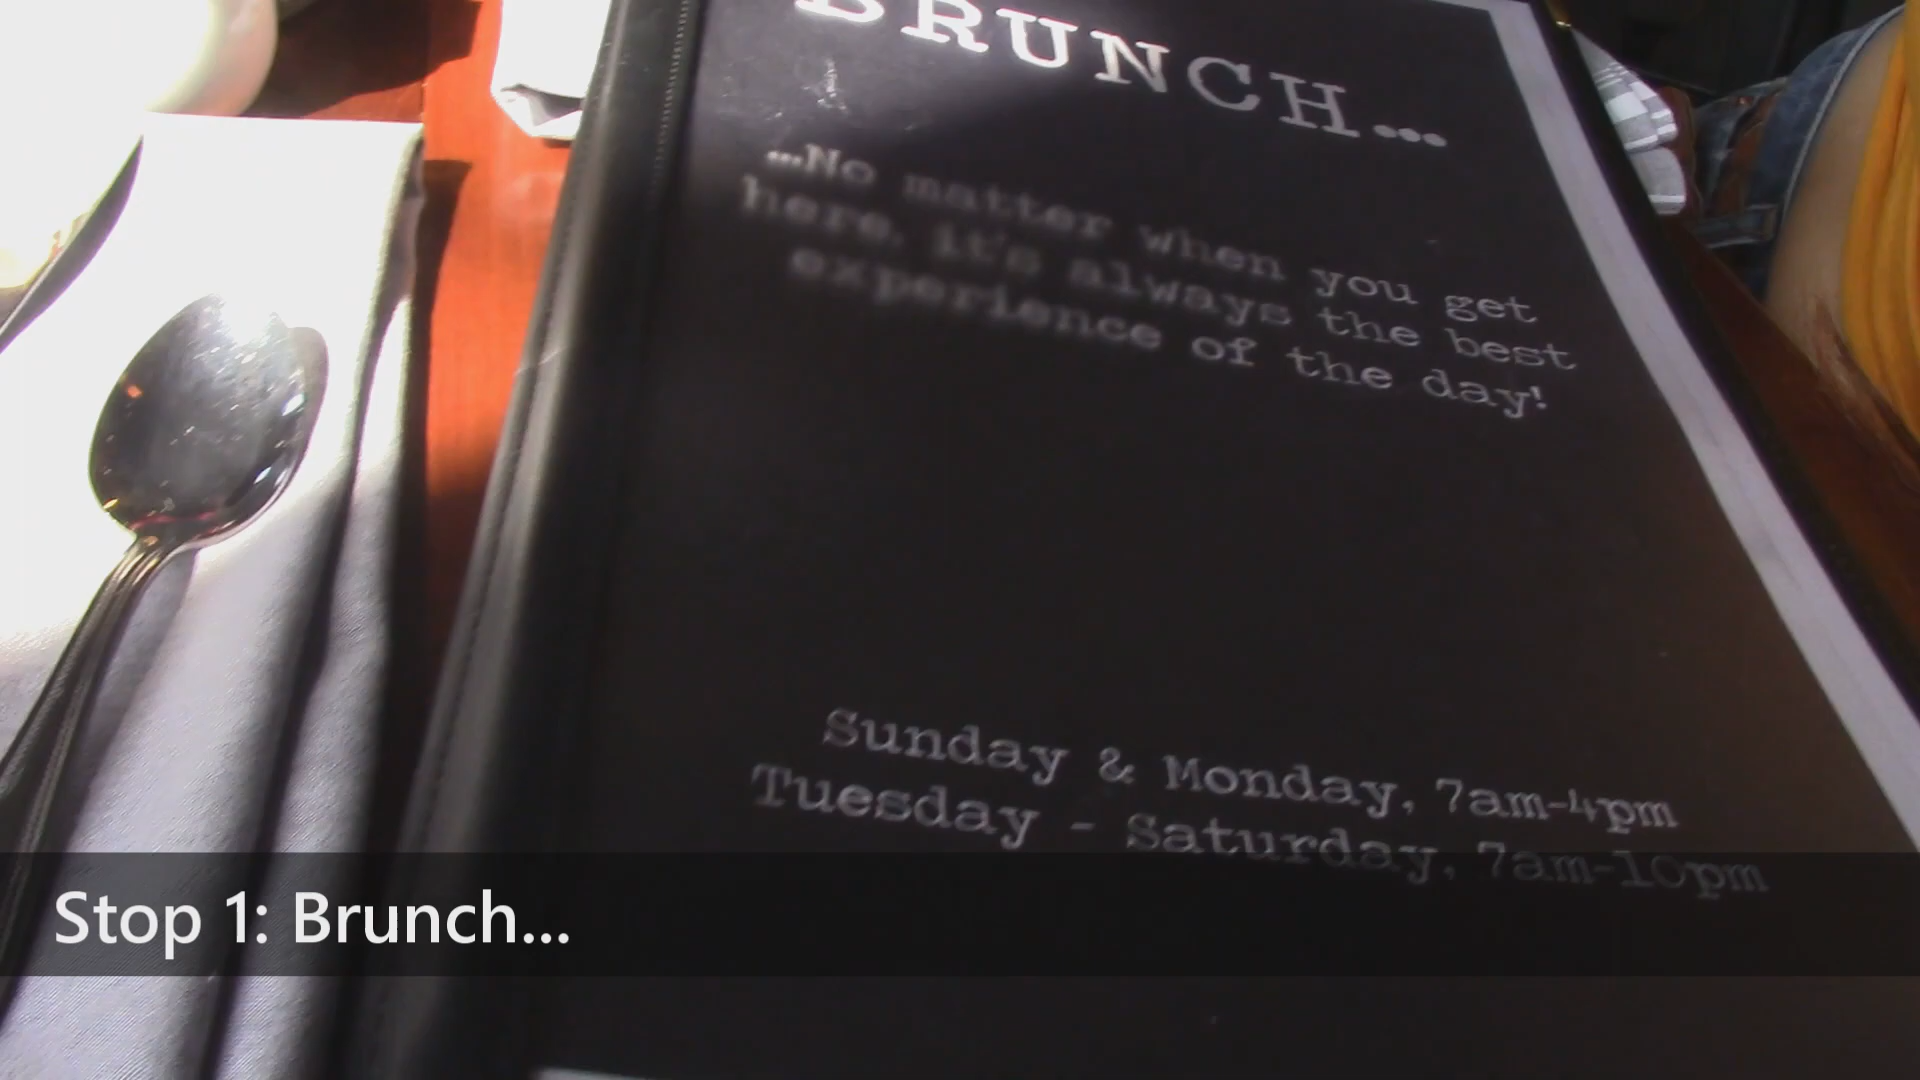 BRUNCH...
...No matter when you get
here, it's always the best
experience of the day!
Sunday & Monday, 7am-4pm
Tuesday - Saturday, 7am-10pm
Stop 1: Brunch...